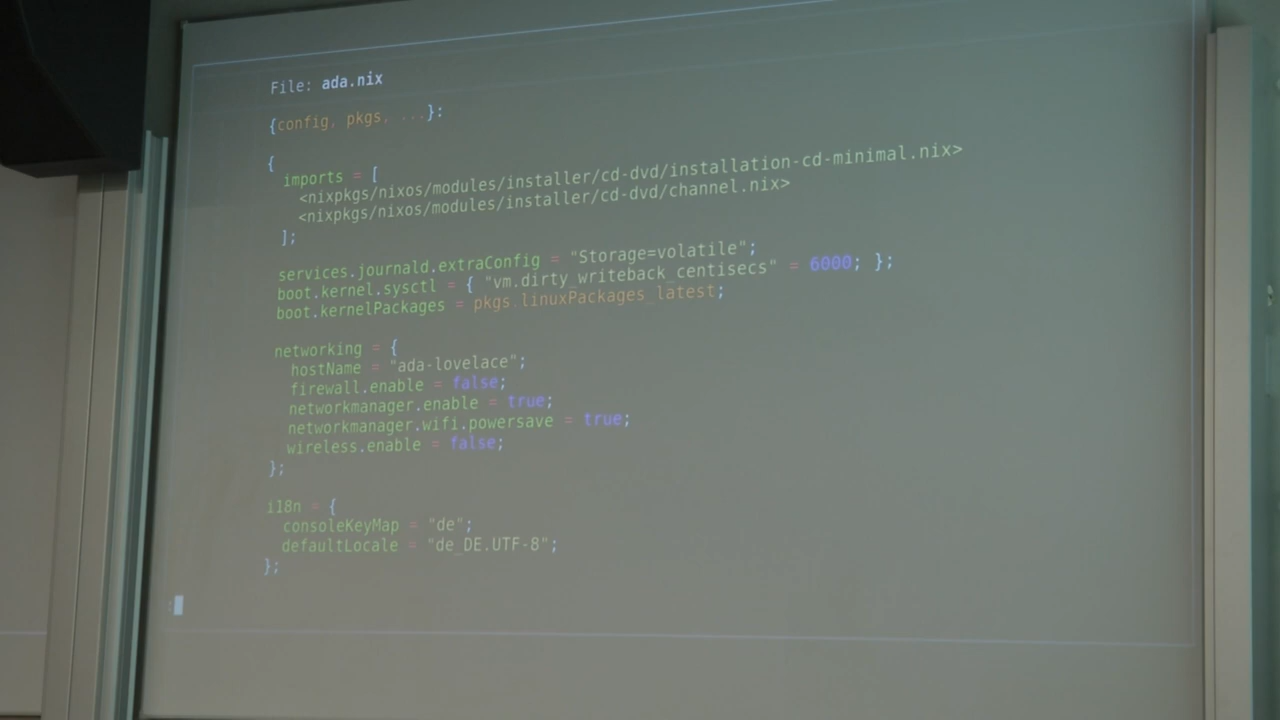 File: ada.nix
{config, pkgs, ...}:
{
imports = [
<nixpkgs/nixos/modules/installer/cd-dvd/installation-cd-minimal.nix>
<nixpkgs/nixos/modules/installer/cd-dvd/channel.nix>
];
services.journald.extraConfig = "Storage=volatile";
boot.kernel.sysctl = { "vm.dirty_writeback_centisecs" = 6000; };
boot.kernelPackages = pkgs.linuxPackages_latest;
networking = {
hostName = "ada-lovelace";
firewall.enable = false;
networkmanager.enable = true;
networkmanager.wifi.powersave = true;
wireless.enable = false;
};
i18n = {
consoleKeyMap = "de";
defaultLocale = "de_DE.UTF-8";
};
: